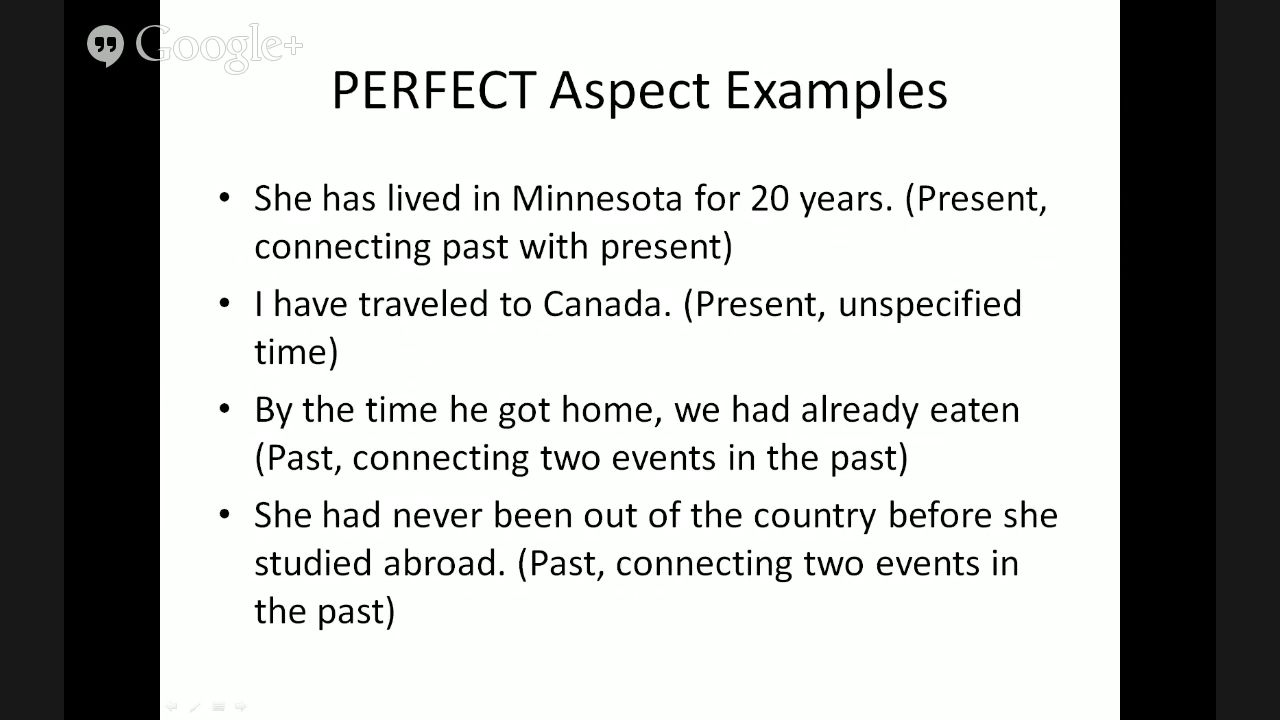 Google+
PERFECT Aspect Examples
• She has lived in Minnesota for 20 years. (Present,
connecting past with present)
• I have traveled to Canada. (Present, unspecified
time)
• By the time he got home, we had already eaten
(Past, connecting two events in the past)
• She had never been out of the country before she
studied abroad. (Past, connecting two events in
the past)